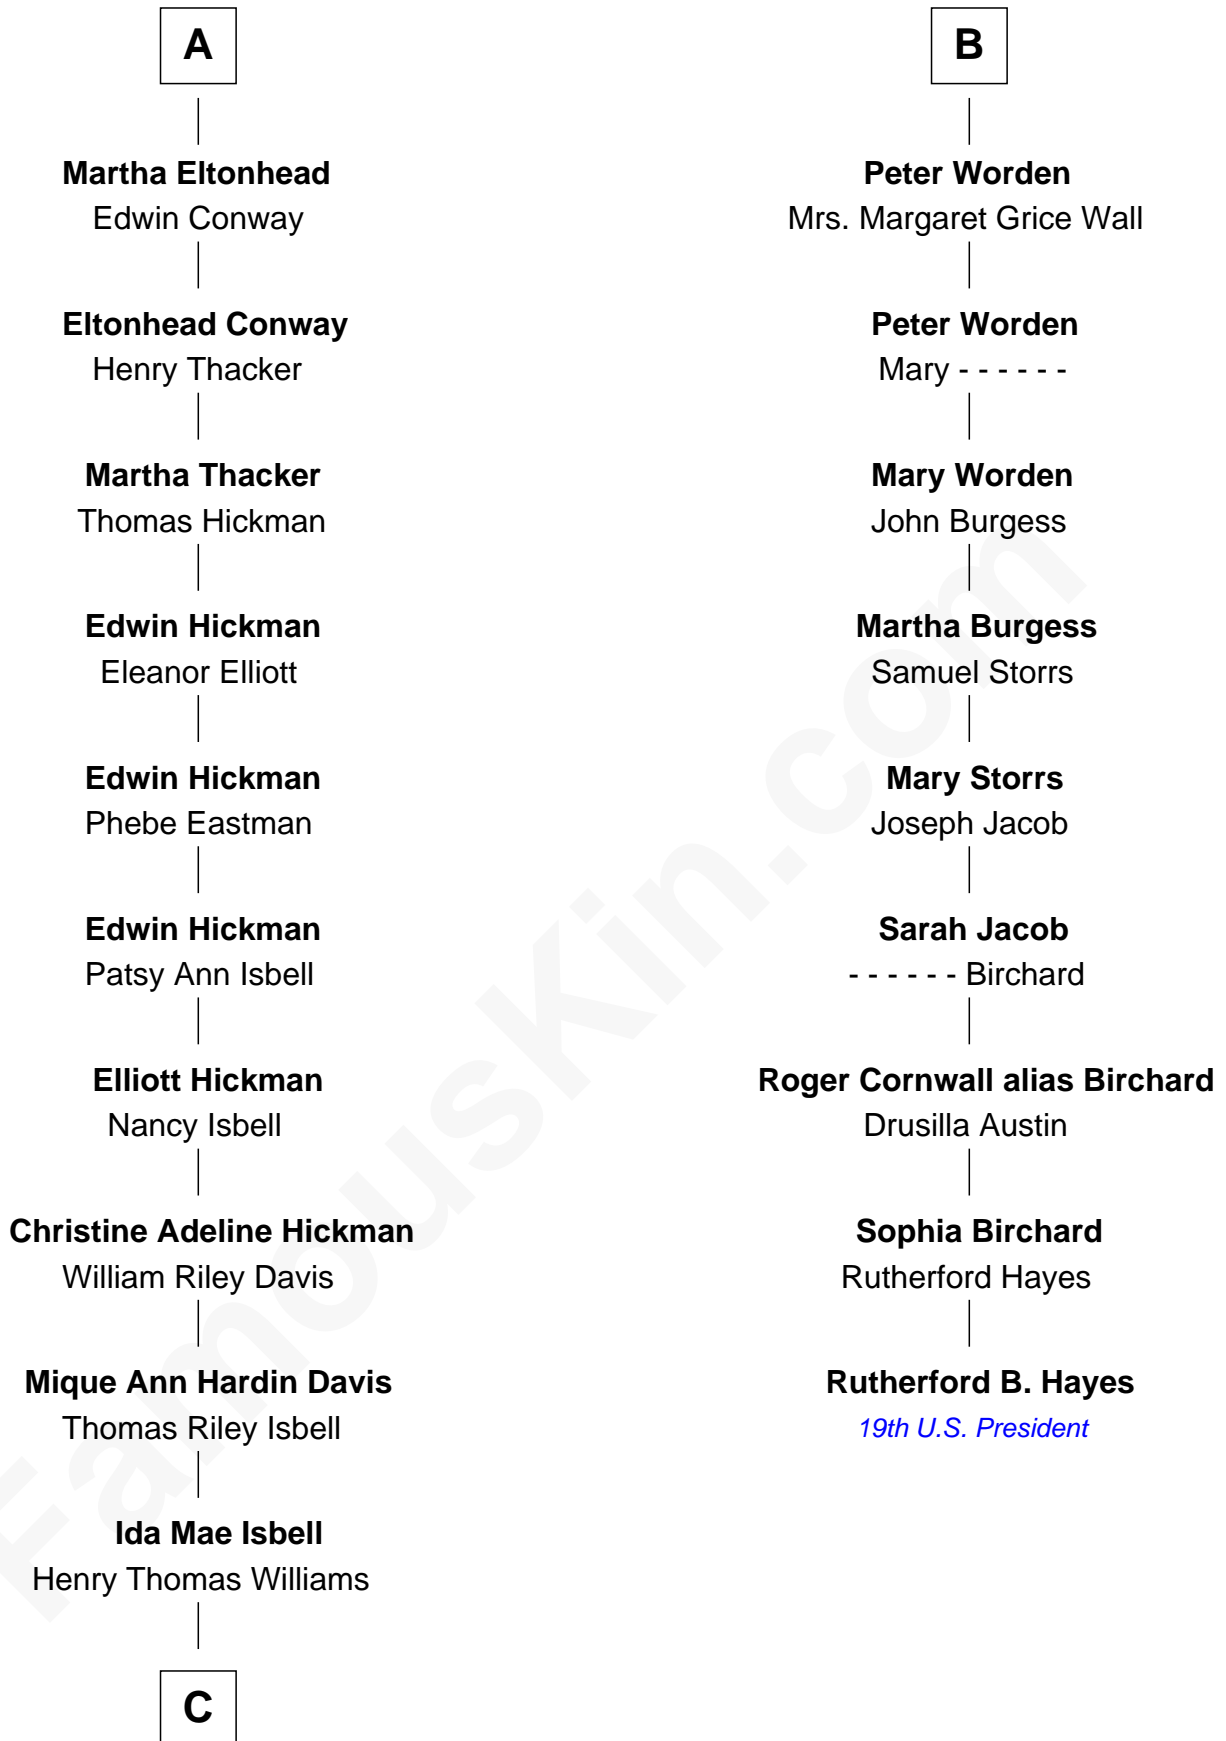 A
Martha Eltonhead
Edwin Conway
Eltonhead Conway
Henry Thacker
Martha Thacker
Thomas Hickman
Edwin Hickman
Eleanor Elliott
Edwin Hickman
Phebe Eastman
Edwin Hickman
Patsy Ann Isbell
Elliott Hickman
Nancy Isbell
Christine Adeline Hickman
William Riley Davis
Mique Ann Hardin Davis
Thomas Riley Isbell
Ida Mae Isbell
Henry Thomas Williams
C
B
Peter Worden
Mrs. Margaret Grice Wall
Peter Worden
Mary - - - - - -
Mary Worden
John Burgess
Martha Burgess
Samuel Storrs
Mary Storrs
Joseph Jacob
Sarah Jacob
- - - - - - Birchard
Roger Cornwall alias Birchard
Drusilla Austin
Sophia Birchard
Rutherford Hayes
Rutherford B. Hayes
19th U.S. President
FamousKin.com